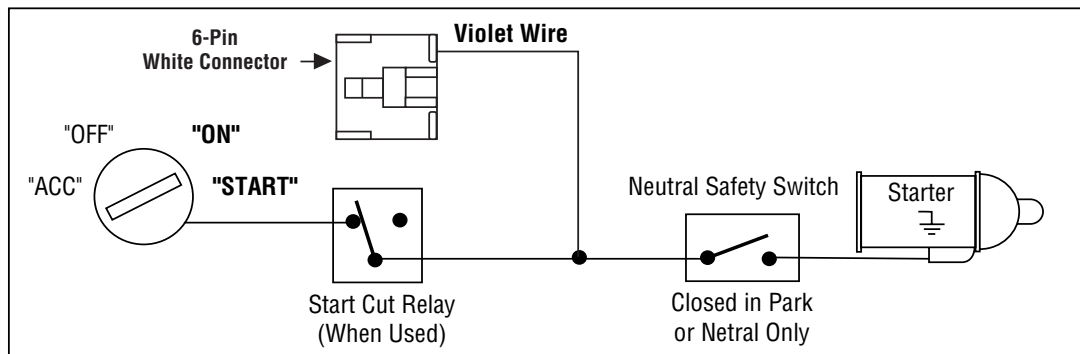 6-Pin
White Connector
Violet Wire
"OFF"
"ON"
"ACC"
"START"
Neutral Safety Switch
Starter
Start Cut Relay
(When Used)
Closed in Park
or Netral Only